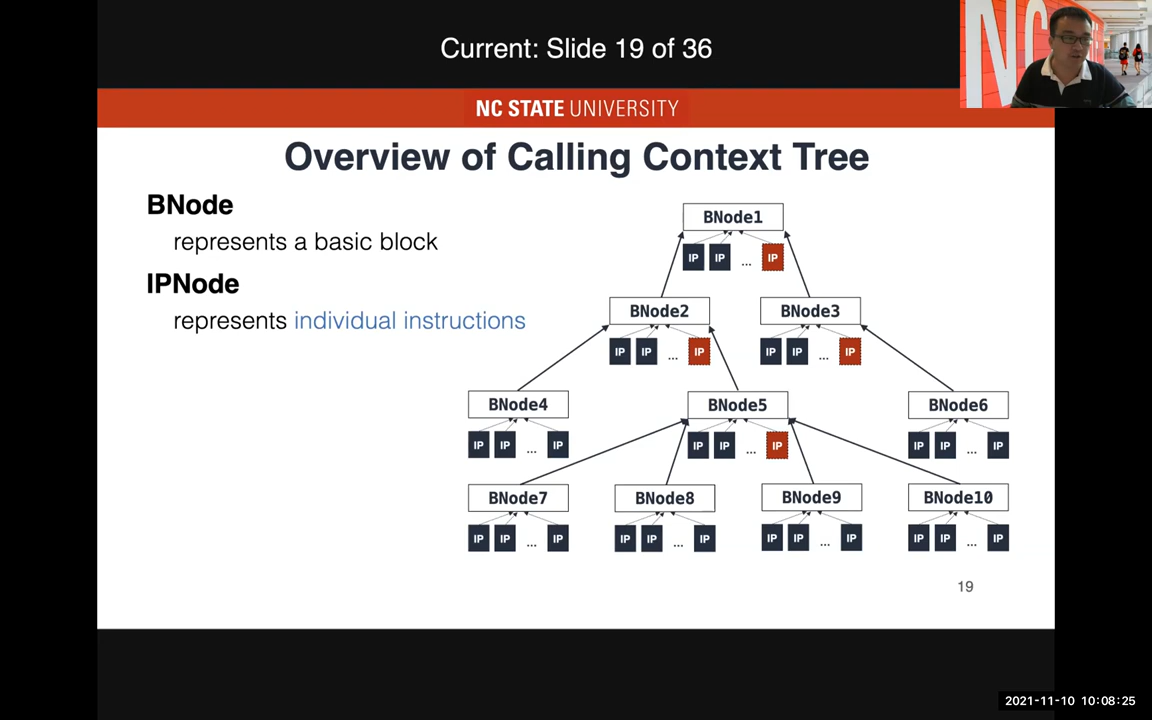 Current: Slide 19 of 36
NC STATE UNIVERSITY
Overview of Calling Context Tree
BNode
represents a basic block
IPNode
represents individual instructions
BNode1
IP IP ... IP
BNode2 BNode3
IP IP ... IP IP IP ... IP
BNode4 BNode5 BNode6
IP IP ... IP IP IP ... IP IP IP ... IP
BNode7 BNode8 BNode9 BNode10
IP IP ... IP IP IP ... IP IP IP ... IP IP IP ... IP
19
NC
2021-11-10 10:08:25